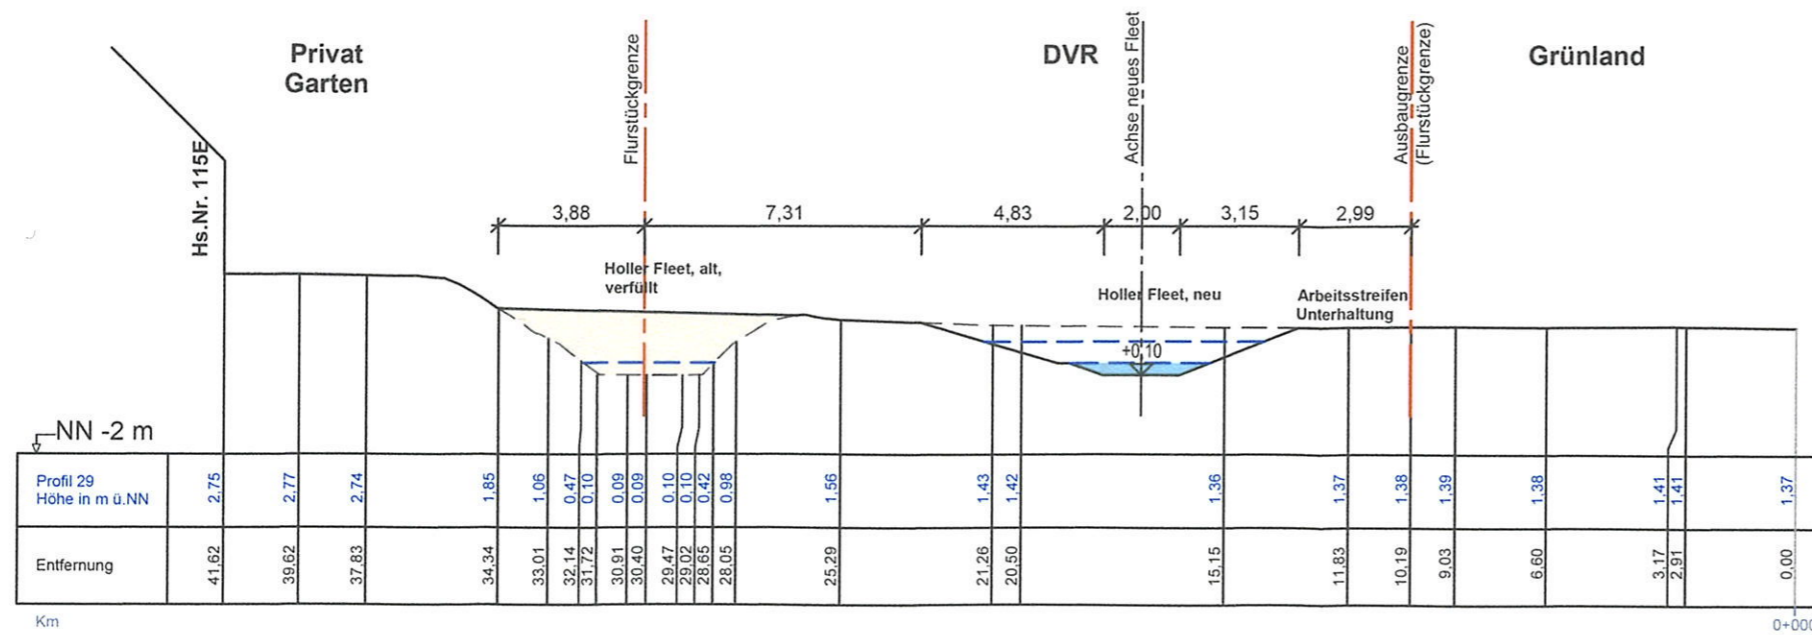 Privat
Garten
DVR
Grünland
Hs.Nr. 115E
Flurstückgrenze
Achse neues Fleet
Ausbaugrenze
(Flurstückgrenze)
3,88
7,31
4,83
2,00
3,15
2,99
Holler Fleet, alt,
verfüllt
Holler Fleet, neu
Arbeitsstreifen
Unterhaltung
+0,10
NN -2 m
Profil 29
Höhe in m ü.NN
2,75
2,77
2,74
1,85
1,06
0,47
0,10
0,09
0,09
0,10
0,10
0,42
0,98
1,56
1,43
1,42
1,36
1,37
1,38
1,39
1,38
1,41
1,41
1,37
Entfernung
41,62
39,62
37,83
34,34
33,01
32,14
31,72
30,91
30,40
29,47
29,02
28,65
28,05
25,29
21,26
20,50
15,15
11,83
10,19
9,03
6,60
3,17
2,91
0,00
Km
0+000